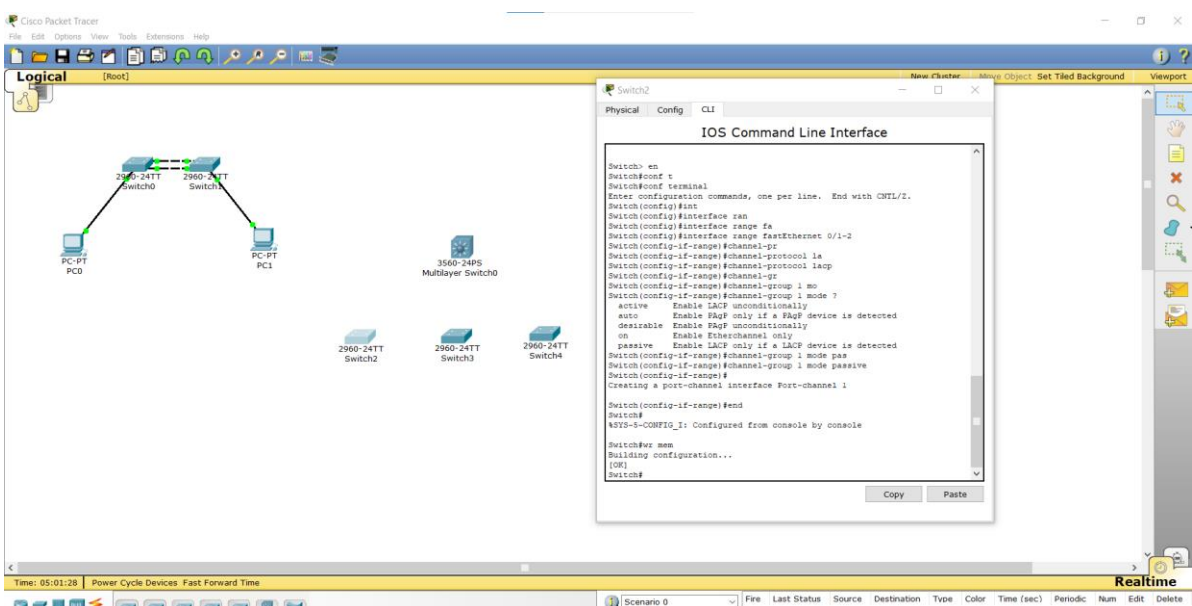 Cisco Packet Tracer
File Edit Options View Tools Extensions Help
Logical [Root] New Cluster Move Object Set Tiled Background Viewport
Switch2
Physical Config CLI
IOS Command Line Interface
Switch> en
Switch#conf t
Switch#conf terminal
Enter configuration commands, one per line. End with CNTL/Z.
Switch(config)#int
Switch(config)#interface ran
Switch(config)#interface range fa
Switch(config)#interface range fastEthernet 0/1-2
Switch(config-if-range)#channel-pr
Switch(config-if-range)#channel-protocol la
Switch(config-if-range)#channel-protocol lacp
Switch(config-if-range)#channel-gr
Switch(config-if-range)#channel-group 1 mo
Switch(config-if-range)#channel-group 1 mode ?
active Enable LACP unconditionally
auto Enable PAgP only if a PAgP device is detected
desirable Enable PAgP unconditionally
on Enable Etherchannel only
passive Enable LACP only if a LACP device is detected
Switch(config-if-range)#channel-group 1 mode pas
Switch(config-if-range)#channel-group 1 mode passive
Switch(config-if-range)#
Creating a port-channel interface Port-channel 1
Switch(config-if-range)#end
Switch#
%SYS-5-CONFIG_I: Configured from console by console
Switch#wr mem
Building configuration...
[OK]
Switch#
Copy Paste
2960-24TT
Switch0
2960-24TT
Switch1
PC-PT
PC0
PC-PT
PC1
3560-24PS
Multilayer Switch0
2960-24TT
Switch2
2960-24TT
Switch3
2960-24TT
Switch4
Time: 05:01:28 Power Cycle Devices Fast Forward Time Realtime
Scenario 0 Fire Last Status Source Destination Type Color Time (sec) Periodic Num Edit Delete